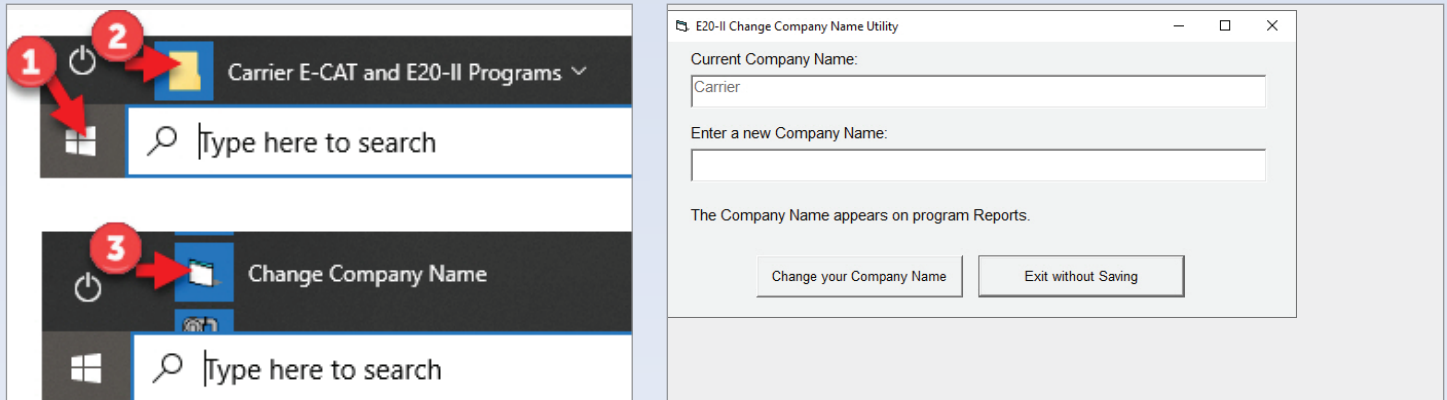 1
2
Carrier E-CAT and E20-II Programs
Type here to search
3
Change Company Name
Type here to search
E20-II Change Company Name Utility
Current Company Name:
Carrier
Enter a new Company Name:
The Company Name appears on program Reports.
Change your Company Name
Exit without Saving